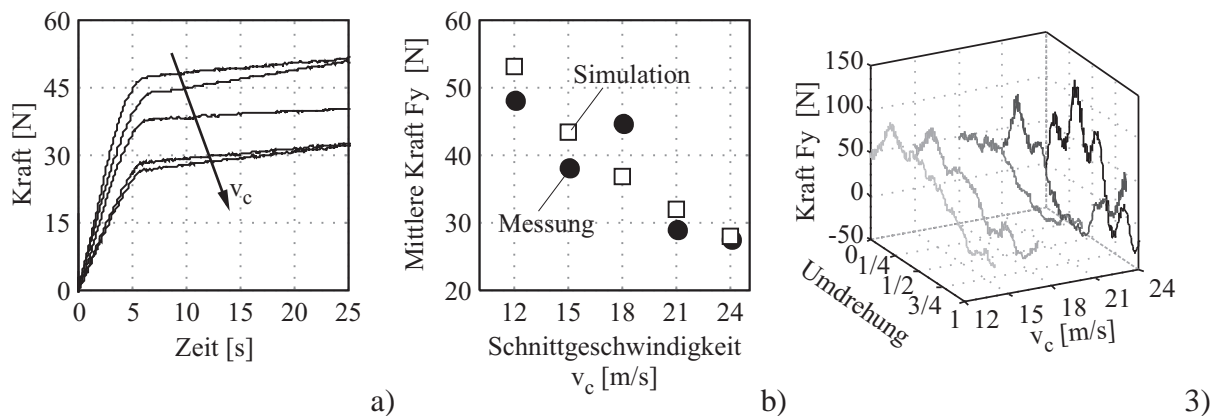 60
45
30
15
0
Kraft [N]
v_c
0 5 10 15 20 25
Zeit [s]
a)
60
50
40
30
20
Mittlere Kraft Fy [N]
Simulation
Messung
12 15 18 21 24
Schnittgeschwindigkeit
v_c [m/s]
b)
150
100
50
0
-50
Kraft Fy [N]
0
1/4
1/2
3/4
1
Umdrehung
12 15 18 21 24
v_c [m/s]
3)